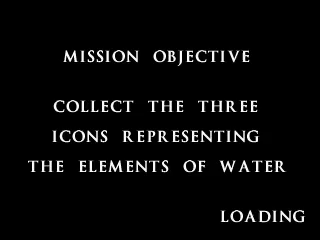 MISSION OBJECTIVE
COLLECT THE THREE
ICONS REPRESENTING
THE ELEMENTS OF WATER
LOADING